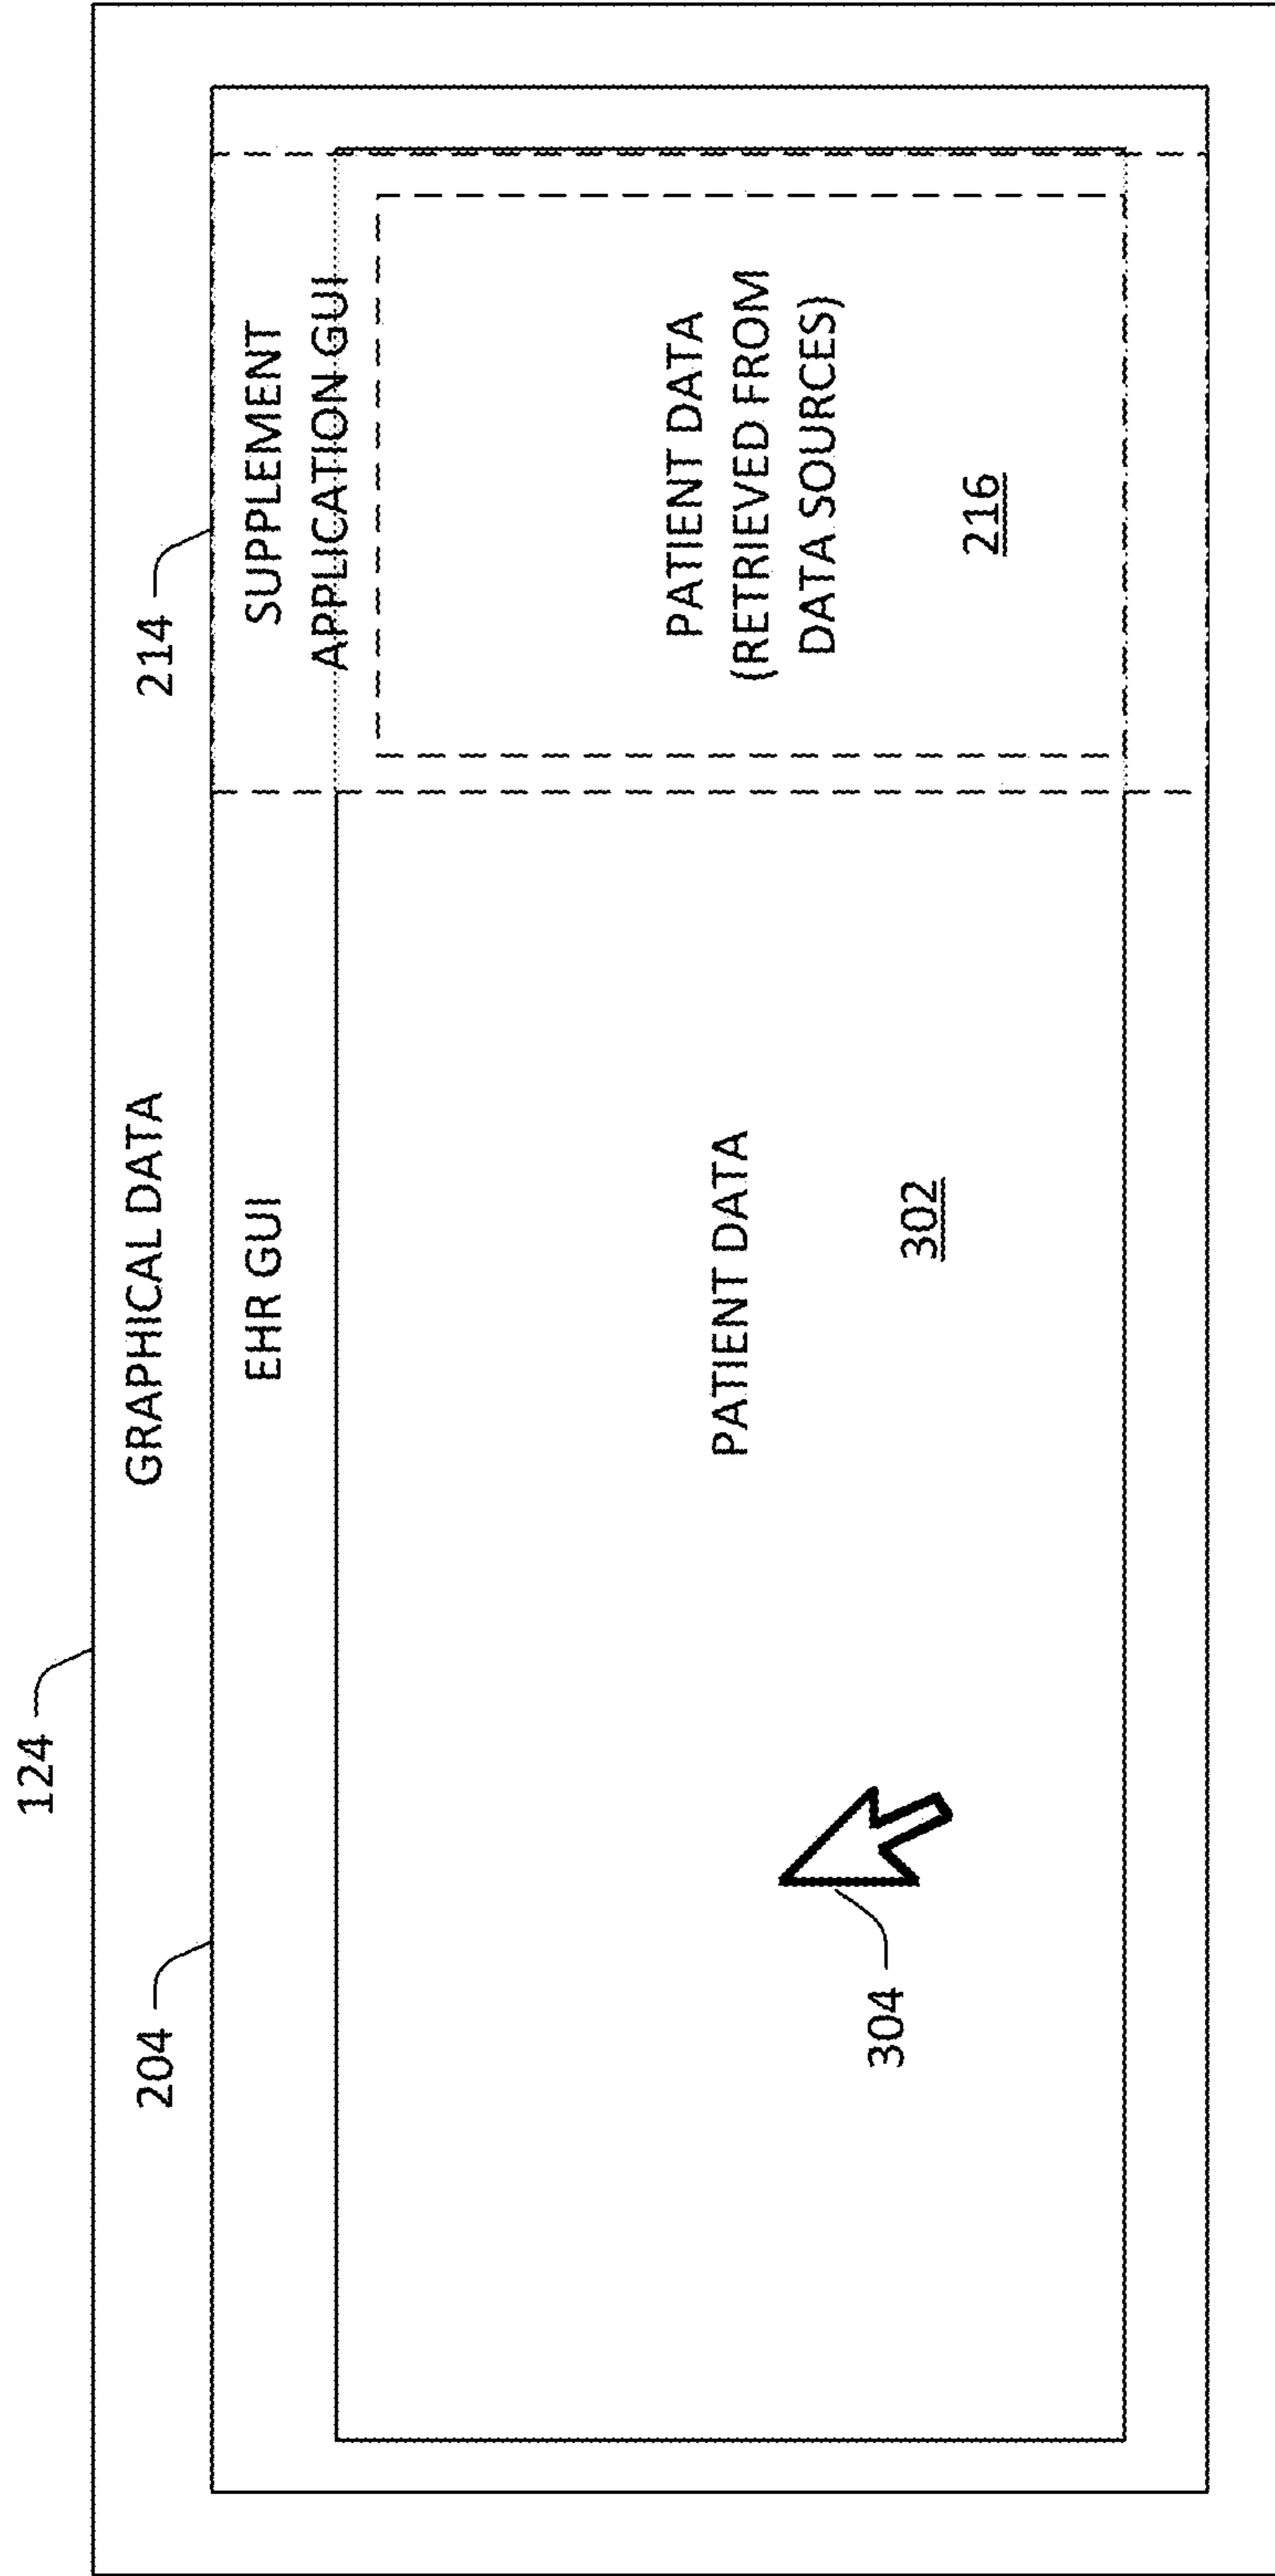 124
GRAPHICAL DATA
204
214
EHR GUI
SUPPLEMENT
APPLICATION GUI
PATIENT DATA
302
304
PATIENT DATA
(RETRIEVED FROM
DATA SOURCES)
216